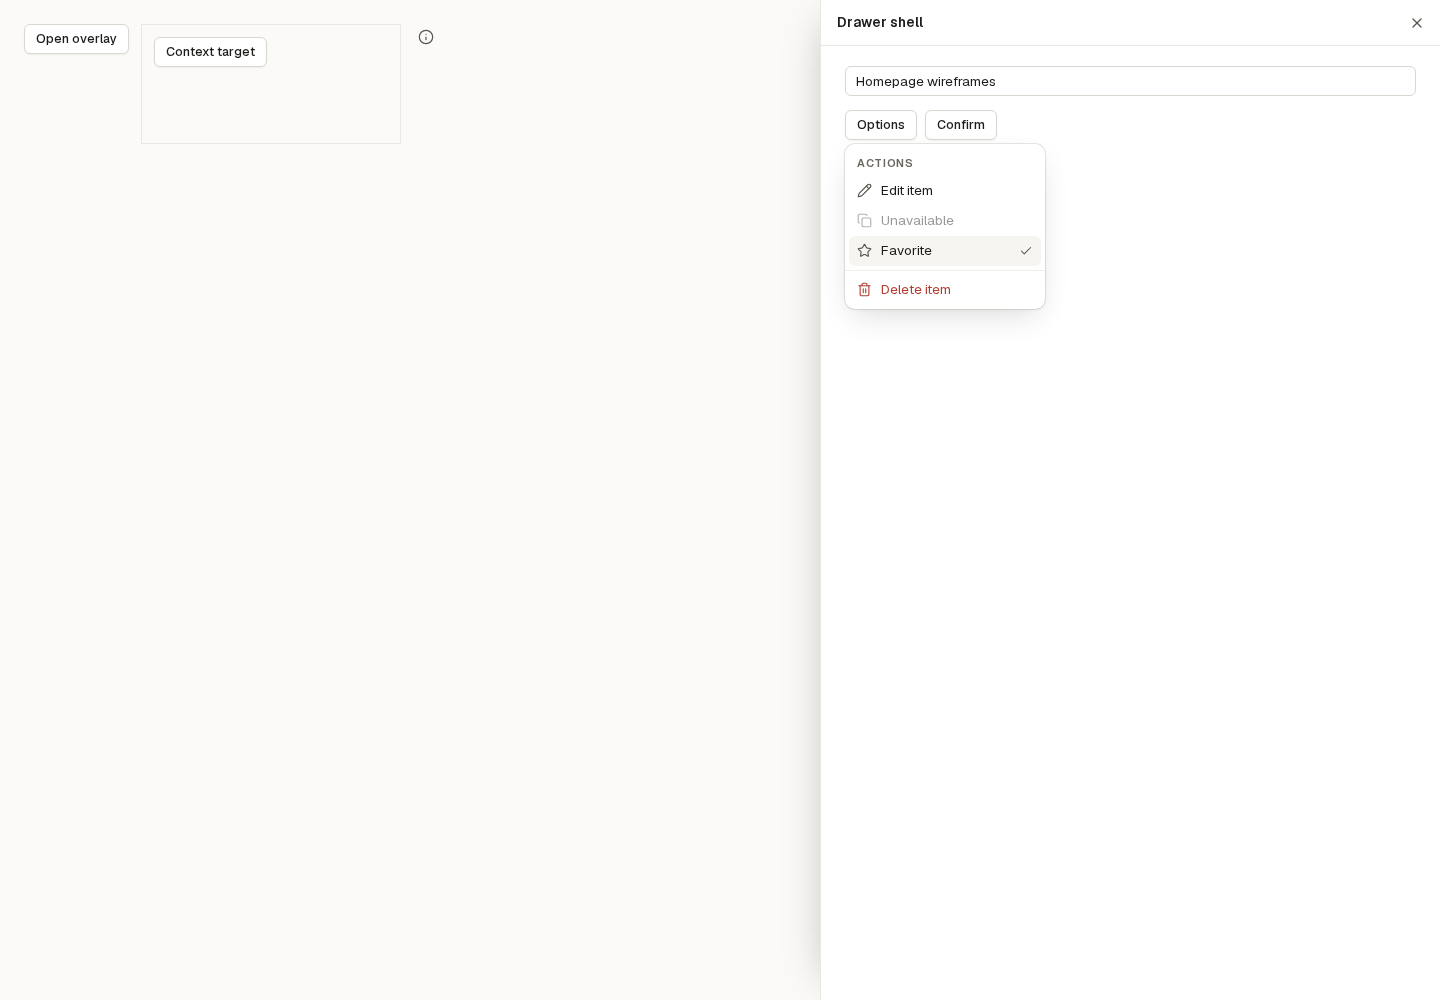 Open overlay
Context target
Drawer shell
Homepage wireframes
Options
Confirm
ACTIONS
Edit item
Unavailable
Favorite
Delete item